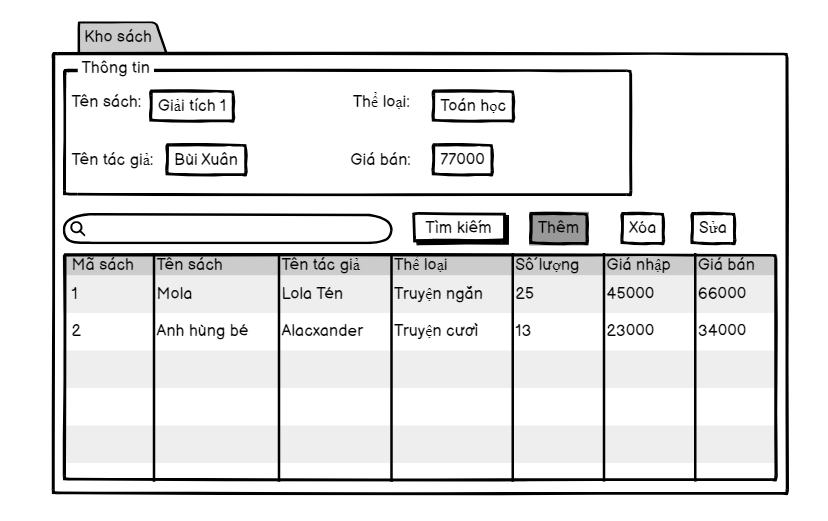 Kho sách
Thông tin
Tên sách: Giải tích 1 Thể loại: Toán học
Tên tác giả: Bùi Xuân Giá bán: 77000
Tìm kiếm Thêm Xóa Sửa
Mã sách Tên sách Tên tác giả Thể loại Số lượng Giá nhập Giá bán
1 Mola Lola Tén Truyện ngắn 25 45000 66000
2 Anh hùng bé Alacxander Truyện cười 13 23000 34000